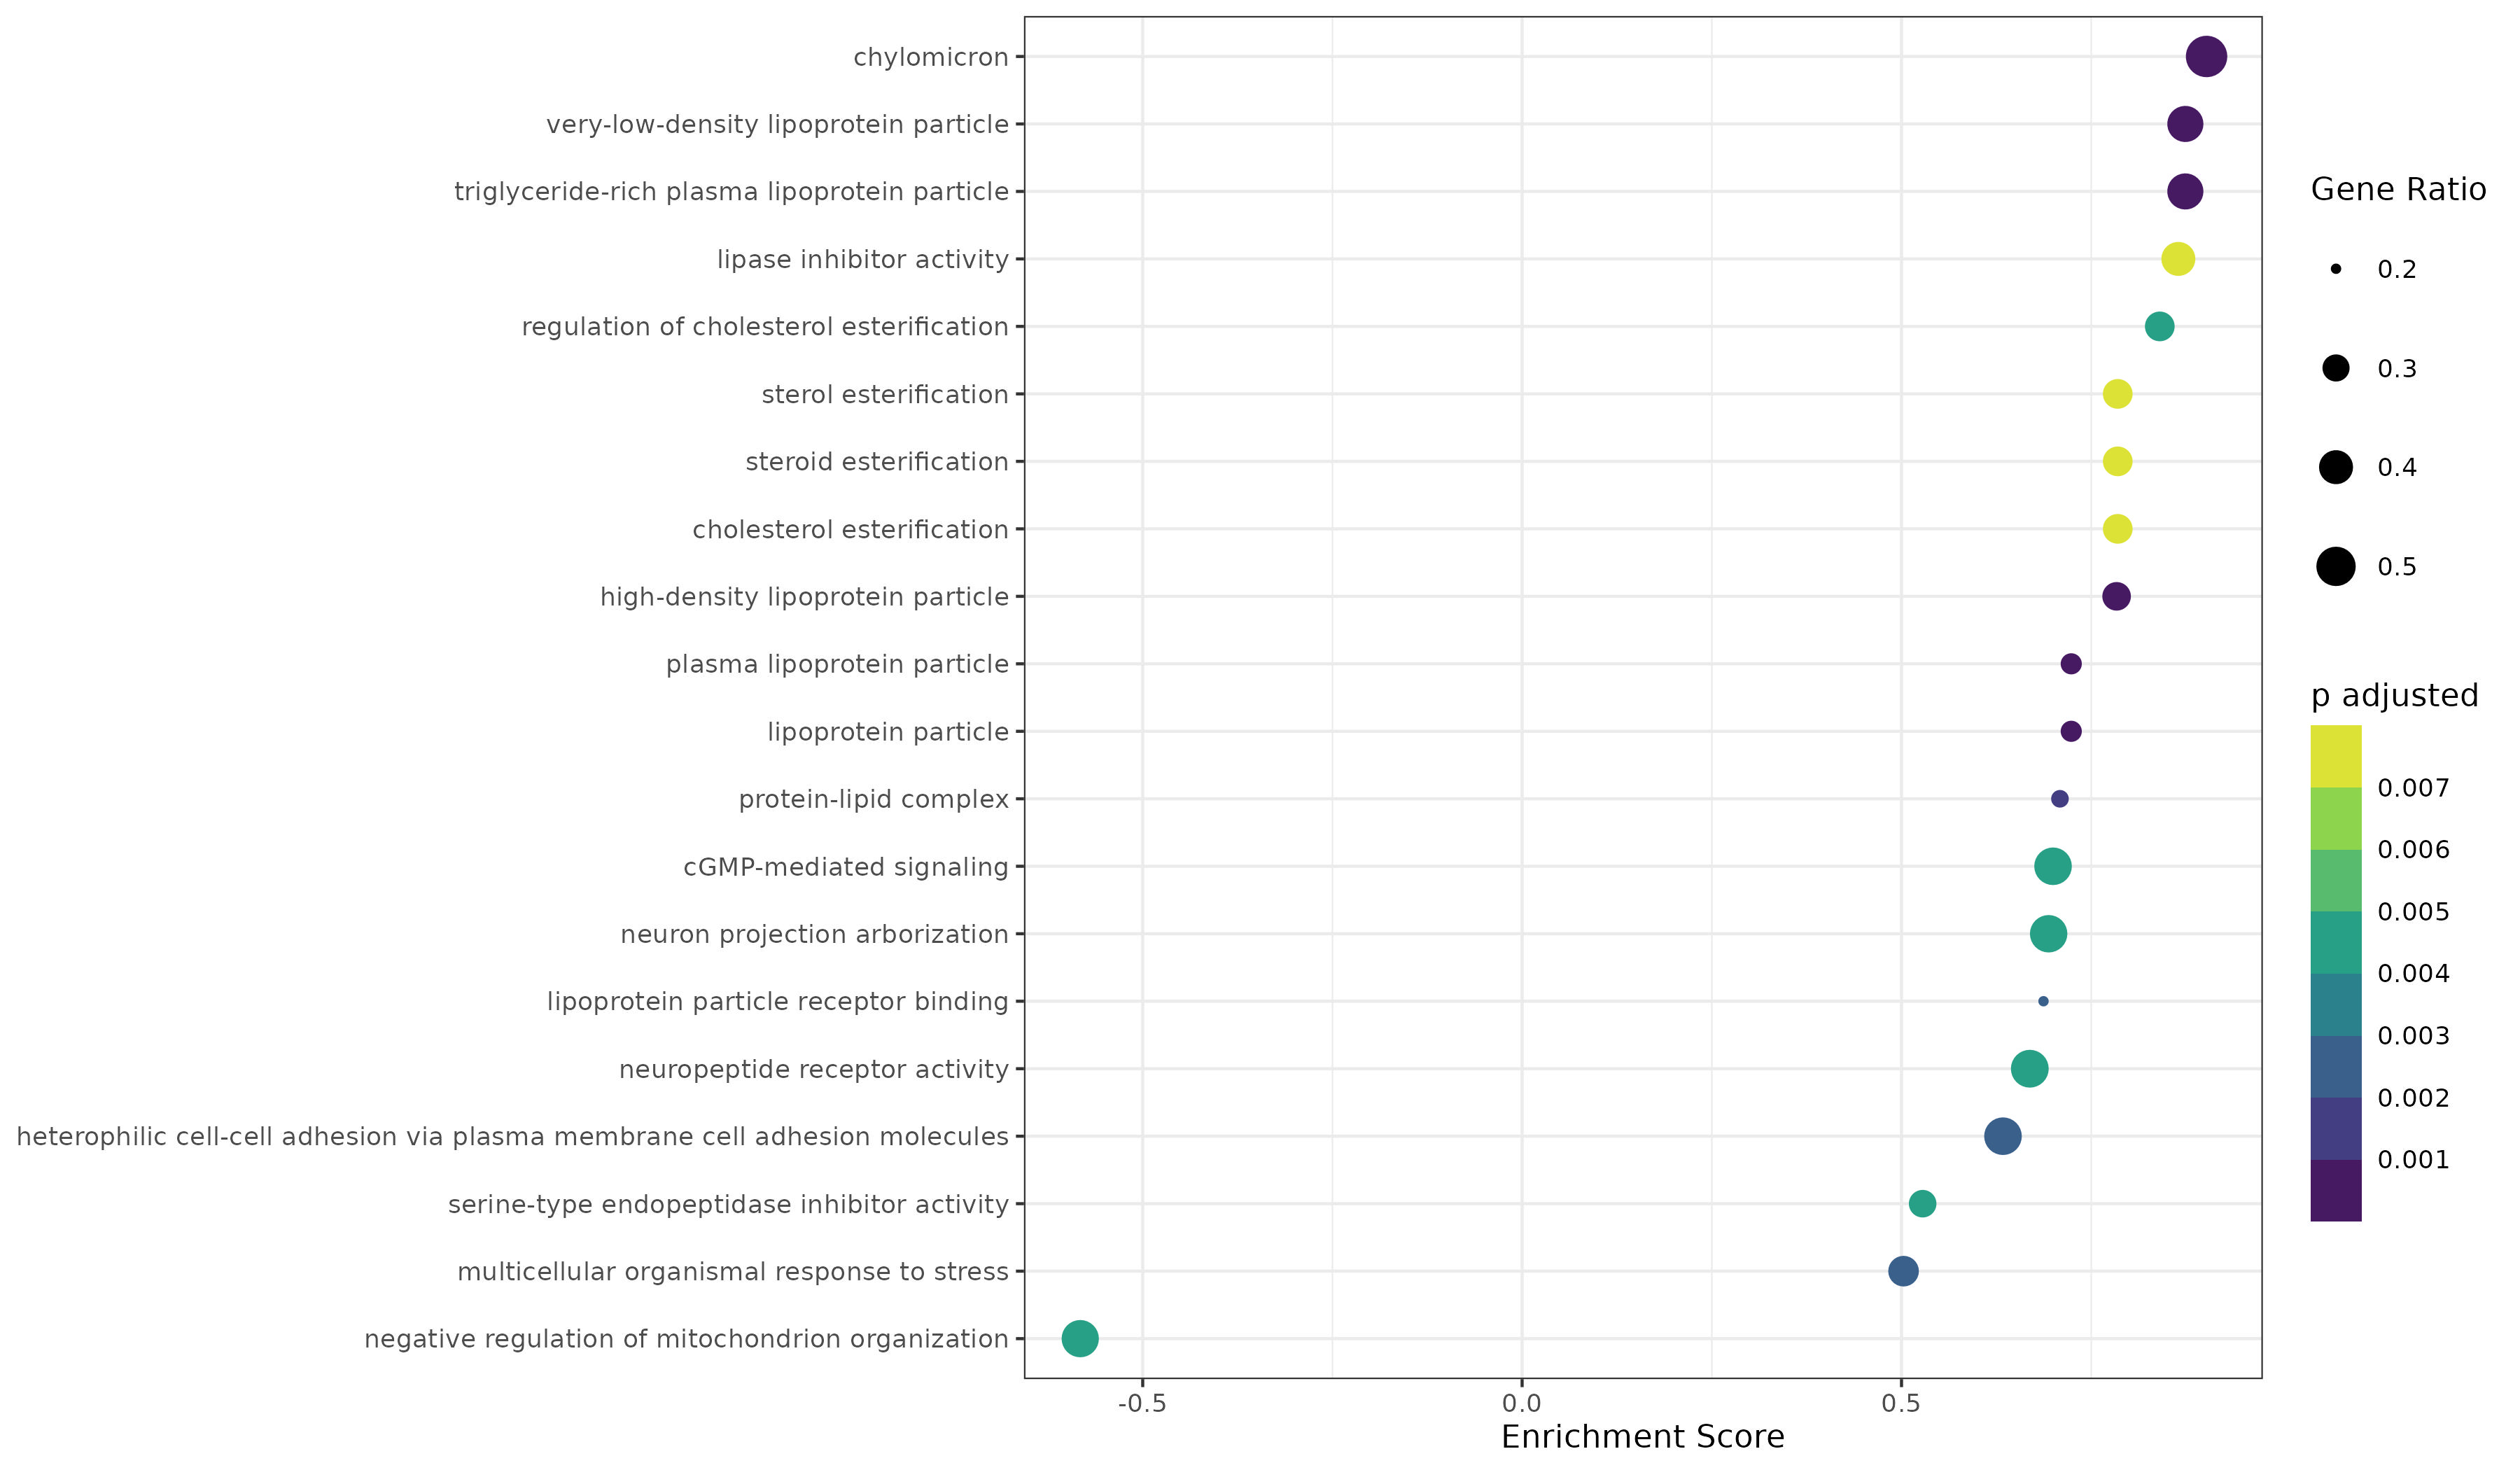 chylomicron
very-low-density lipoprotein particle
triglyceride-rich plasma lipoprotein particle
lipase inhibitor activity
regulation of cholesterol esterification
sterol esterification
steroid esterification
cholesterol esterification
high-density lipoprotein particle
plasma lipoprotein particle
lipoprotein particle
protein-lipid complex
cGMP-mediated signaling
neuron projection arborization
lipoprotein particle receptor binding
neuropeptide receptor activity
heterophilic cell-cell adhesion via plasma membrane cell adhesion molecules
serine-type endopeptidase inhibitor activity
multicellular organismal response to stress
negative regulation of mitochondrion organization
-0.5 0.0 0.5
Enrichment Score
Gene Ratio
0.2
0.3
0.4
0.5
p adjusted
0.007
0.006
0.005
0.004
0.003
0.002
0.001